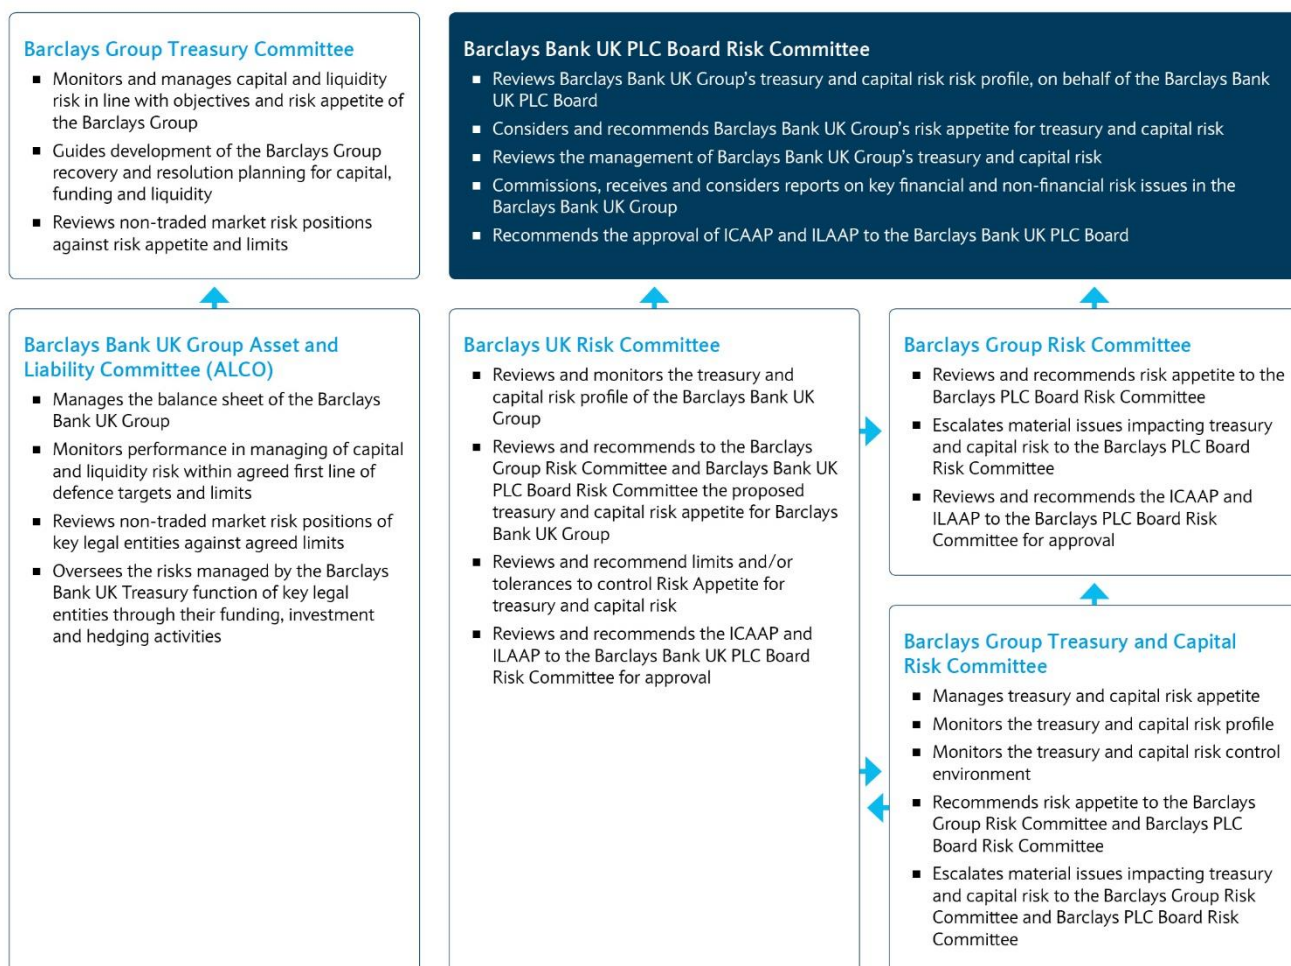 Barclays Group Treasury Committee
▪ Monitors and manages capital and liquidity
risk in line with objectives and risk appetite of
the Barclays Group
▪ Guides development of the Barclays Group
recovery and resolution planning for capital,
funding and liquidity
▪ Reviews non-traded market risk positions
against risk appetite and limits
Barclays Bank UK PLC Board Risk Committee
▪ Reviews Barclays Bank UK Group’s treasury and capital risk risk profile, on behalf of the Barclays Bank
UK PLC Board
▪ Considers and recommends Barclays Bank UK Group’s risk appetite for treasury and capital risk
▪ Reviews the management of Barclays Bank UK Group’s treasury and capital risk
▪ Commissions, receives and considers reports on key financial and non-financial risk issues in the
Barclays Bank UK Group
▪ Recommends the approval of ICAAP and ILAAP to the Barclays Bank UK PLC Board
Barclays Bank UK Group Asset and
Liability Committee (ALCO)
▪ Manages the balance sheet of the Barclays
Bank UK Group
▪ Monitors performance in managing of capital
and liquidity risk within agreed first line of
defence targets and limits
▪ Reviews non-traded market risk positions of
key legal entities against agreed limits
▪ Oversees the risks managed by the Barclays
Bank UK Treasury function of key legal
entities through their funding, investment
and hedging activities
Barclays UK Risk Committee
▪ Reviews and monitors the treasury and
capital risk profile of the Barclays Bank UK
Group
▪ Reviews and recommends to the Barclays
Group Risk Committee and Barclays Bank UK
PLC Board Risk Committee the proposed
treasury and capital risk appetite for Barclays
Bank UK Group
▪ Reviews and recommend limits and/or
tolerances to control Risk Appetite for
treasury and capital risk
▪ Reviews and recommends the ICAAP and
ILAAP to the Barclays Bank UK PLC Board
Risk Committee for approval
Barclays Group Risk Committee
▪ Reviews and recommends risk appetite to the
Barclays PLC Board Risk Committee
▪ Escalates material issues impacting treasury
and capital risk to the Barclays PLC Board
Risk Committee
▪ Reviews and recommends the ICAAP and
ILAAP to the Barclays PLC Board Risk
Committee for approval
Barclays Group Treasury and Capital
Risk Committee
▪ Manages treasury and capital risk appetite
▪ Monitors the treasury and capital risk profile
▪ Monitors the treasury and capital risk control
environment
▪ Recommends risk appetite to the Barclays
Group Risk Committee and Barclays PLC
Board Risk Committee
▪ Escalates material issues impacting treasury
and capital risk to the Barclays Group Risk
Committee and Barclays PLC Board Risk
Committee